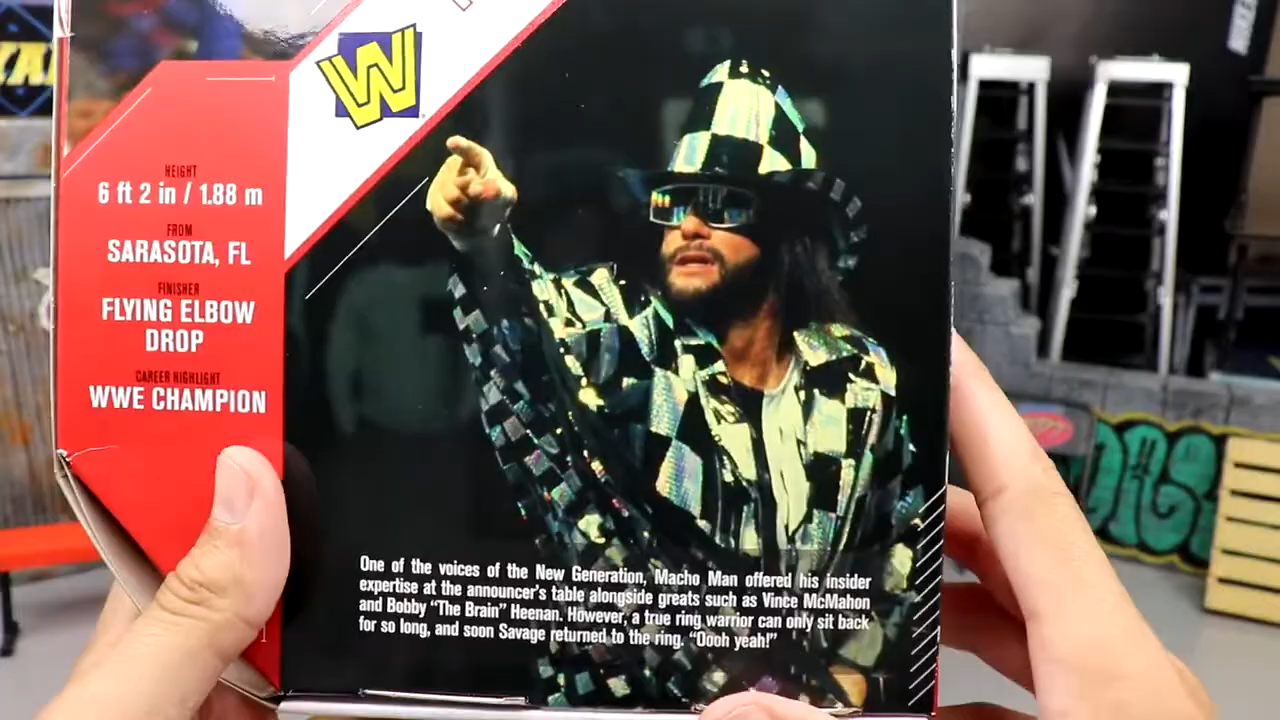 W
HEIGHT
6 ft 2 in / 1.88 m
FROM
SARASOTA, FL
FINISHER
FLYING ELBOW
DROP
CAREER HIGHLIGHT
WWE CHAMPION
One of the voices of the New Generation, Macho Man offered his insider
expertise at the announcer's table alongside greats such as Vince McMahon
and Bobby "The Brain" Heenan. However, a true ring warrior can only sit back
for so long, and soon Savage returned to the ring. "Oooh yeah!"